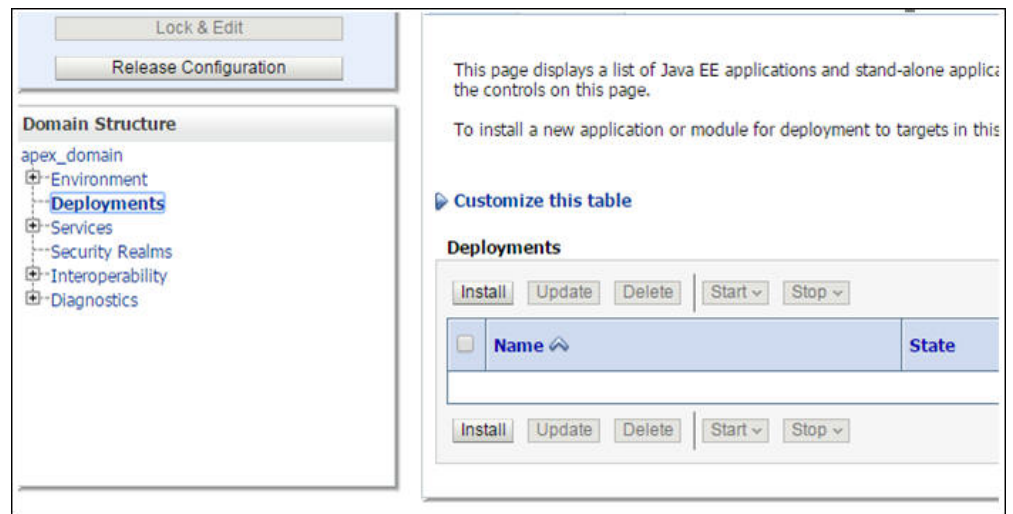 Lock & Edit
Release Configuration
Domain Structure
apex_domain
Environment
Deployments
Services
Security Realms
Interoperability
Diagnostics
This page displays a list of Java EE applications and stand-alone
the controls on this page.
To install a new application or module for deployment to targets in this
Customize this table
Deployments
Install Update Delete Start Stop
Name State
Install Update Delete Start Stop